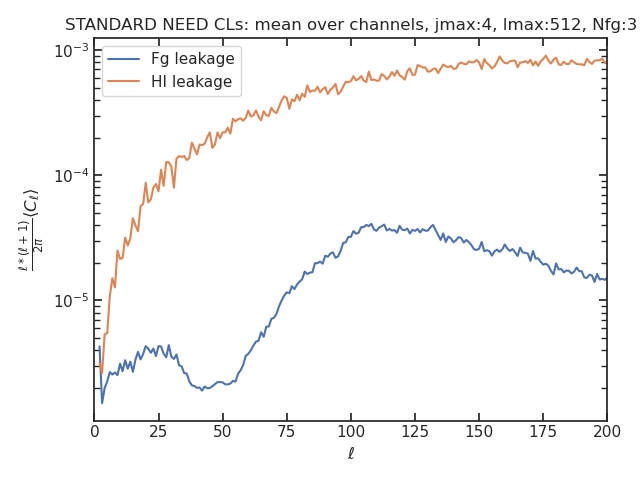 STANDARD NEED CLs: mean over channels, jmax:4, lmax:512, Nfg:3
Fg leakage
HI leakage
10⁻³
10⁻⁴
10⁻⁵
ℓ*(ℓ+1)/2π ⟨Cℓ⟩
0 25 50 75 100 125 150 175 200
ℓ